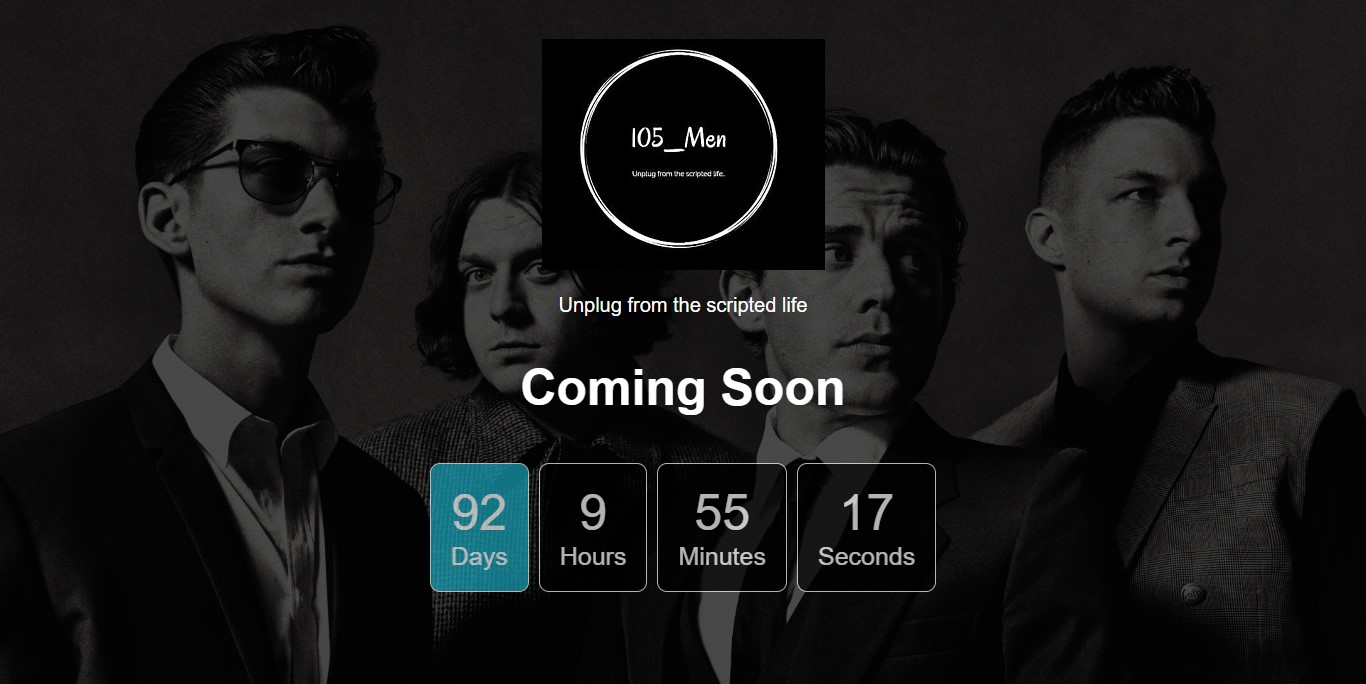 105__Men
Unplug from the scripted life..
Unplug from the scripted life
Coming Soon
92 9 55 17
Days Hours Minutes Seconds